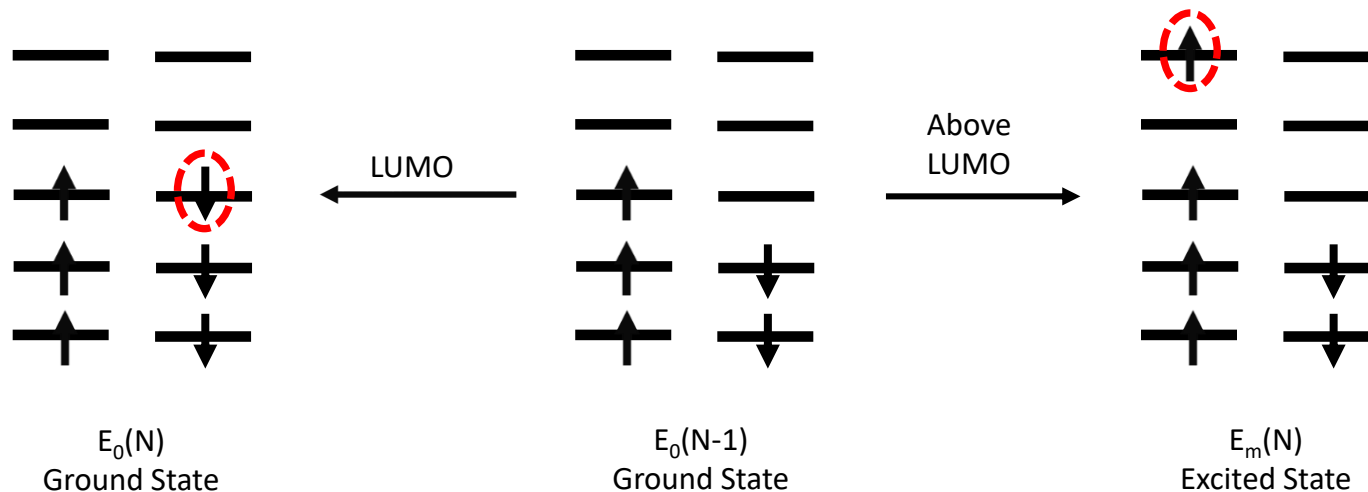 LUMO
Above
LUMO
E₀(N)
Ground State
E₀(N-1)
Ground State
Eₘ(N)
Excited State